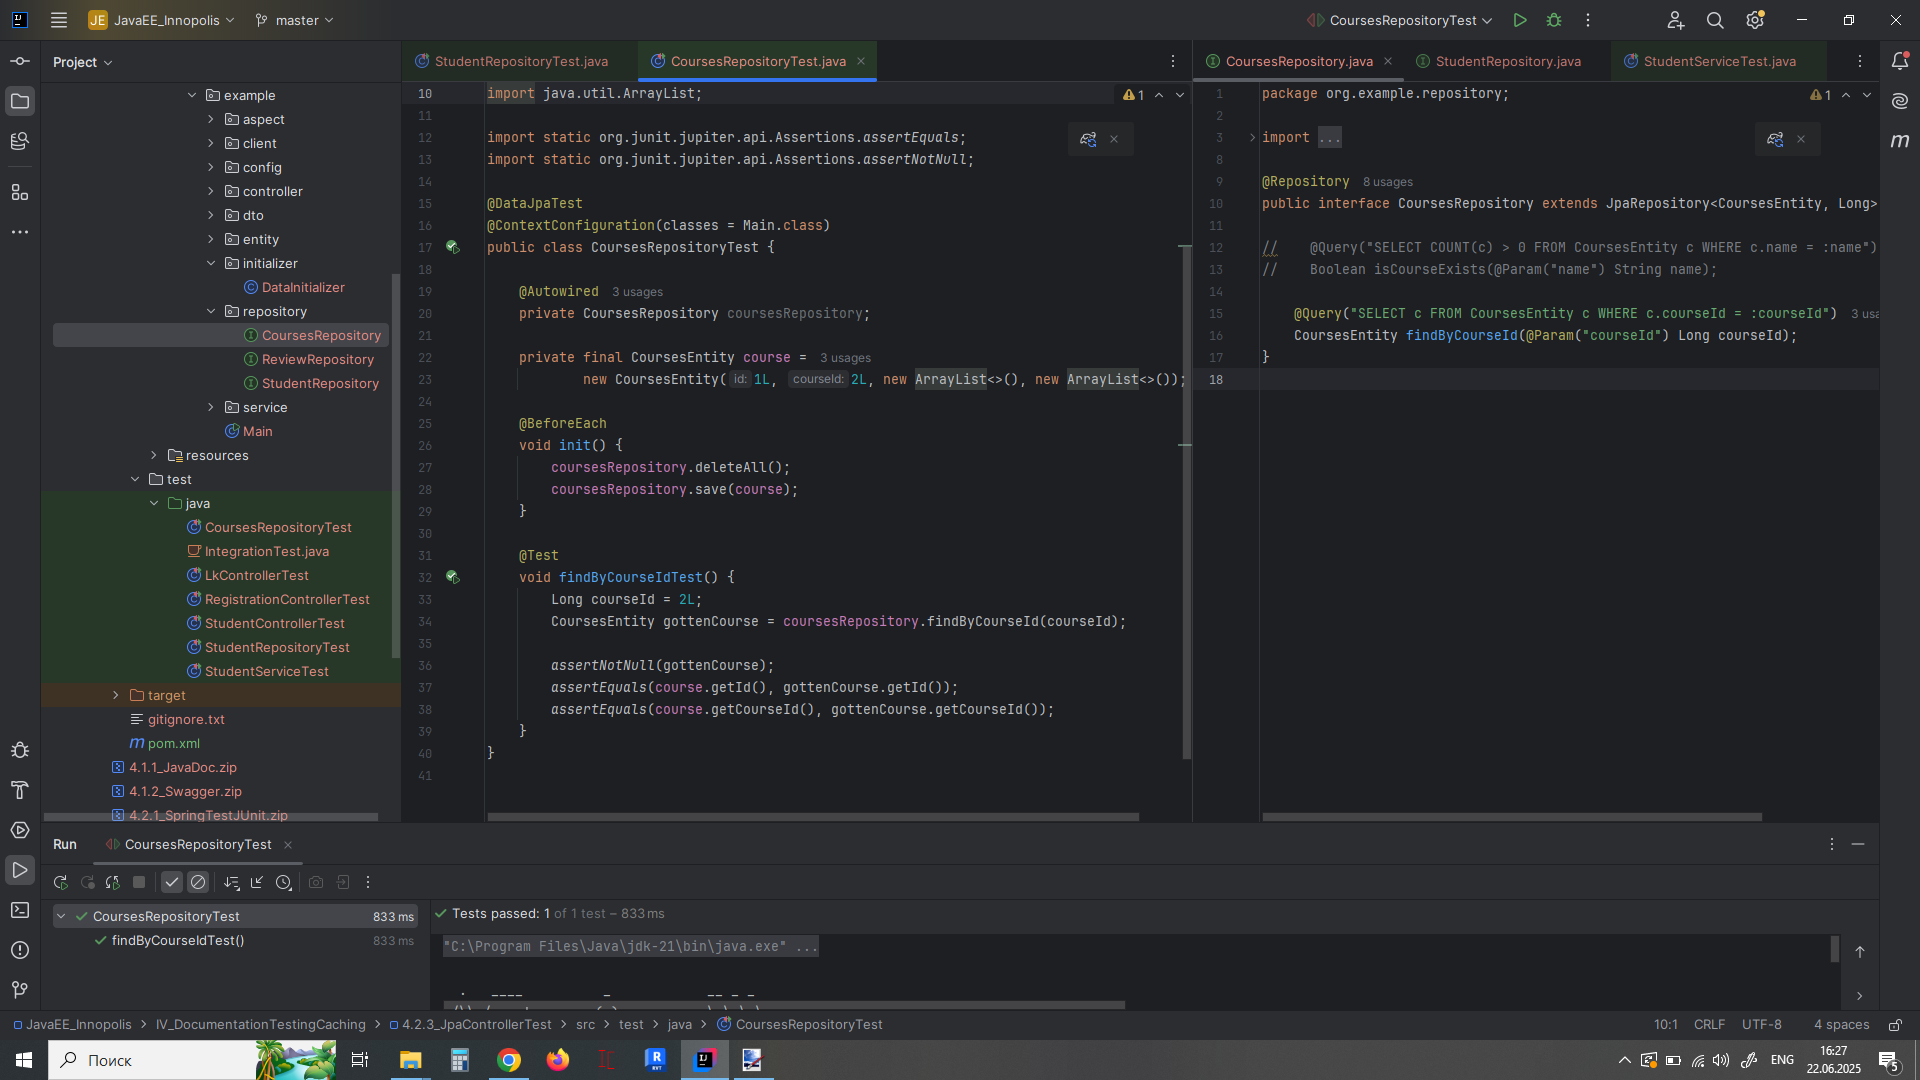 JE JavaEE_Innopolis master CoursesRepositoryTest
Project
example
aspect
client
config
controller
dto
entity
initializer
DataInitializer
repository
CoursesRepository
ReviewRepository
StudentRepository
service
Main
resources
test
java
CoursesRepositoryTest
IntegrationTest.java
LkControllerTest
RegistrationControllerTest
StudentControllerTest
StudentRepositoryTest
StudentServiceTest
target
gitignore.txt
pom.xml
4.1.1_JavaDoc.zip
4.1.2_Swagger.zip
4.2.1_SpringTestJUnit.zip
StudentRepositoryTest.java CoursesRepositoryTest.java
1
10 import java.util.ArrayList;
11
12 import static org.junit.jupiter.api.Assertions.assertEquals;
13 import static org.junit.jupiter.api.Assertions.assertNotNull;
14
15 @DataJpaTest
16 @ContextConfiguration(classes = Main.class)
17 public class CoursesRepositoryTest {
18
19 @Autowired 3 usages
20 private CoursesRepository coursesRepository;
21
22 private final CoursesEntity course = 3 usages
23 new CoursesEntity( id: 1L, courseId: 2L, new ArrayList<>(), new ArrayList<>());
24
25 @BeforeEach
26 void init() {
27 coursesRepository.deleteAll();
28 coursesRepository.save(course);
29 }
30
31 @Test
32 void findByCourseIdTest() {
33 Long courseId = 2L;
34 CoursesEntity gottenCourse = coursesRepository.findByCourseId(courseId);
35
36 assertNotNull(gottenCourse);
37 assertEquals(course.getId(), gottenCourse.getId());
38 assertEquals(course.getCourseId(), gottenCourse.getCourseId());
39 }
40 }
41
CoursesRepository.java StudentRepository.java StudentServiceTest.java
1
1 package org.example.repository;
2
3 import ...
8
9 @Repository 8 usages
10 public interface CoursesRepository extends JpaRepository<CoursesEntity, Long>
11
12 // @Query("SELECT COUNT(c) > 0 FROM CoursesEntity c WHERE c.name = :name")
13 // Boolean isCourseExists(@Param("name") String name);
14
15 @Query("SELECT c FROM CoursesEntity c WHERE c.courseId = :courseId") 3 usa
16 CoursesEntity findByCourseId(@Param("courseId") Long courseId);
17 }
18
Run CoursesRepositoryTest
CoursesRepositoryTest 833 ms
findByCourseIdTest() 833 ms
Tests passed: 1 of 1 test – 833 ms
"C:\Program Files\Java\jdk-21\bin\java.exe" ...
JavaEE_Innopolis > IV_DocumentationTestingCaching > 4.2.3_JpaControllerTest > src > test > java > CoursesRepositoryTest
10:1 CRLF UTF-8 4 spaces
Поиск
ENG
16:27
22.06.2025
5